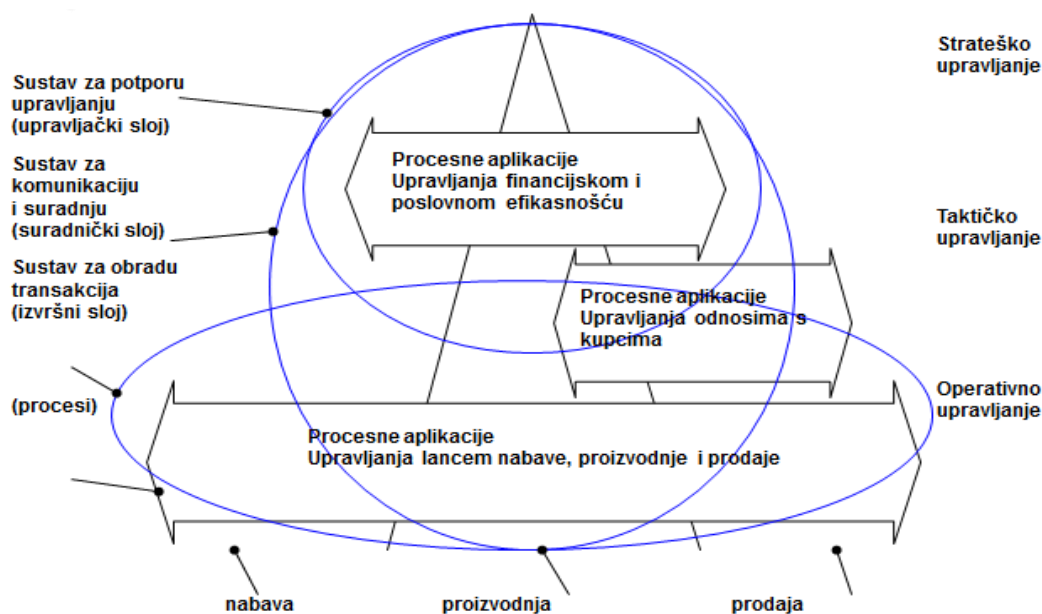 Strateško
upravljanje
Sustav za potporu
upravljanju
(upravljački sloj)
Procesne aplikacije
Upravljanja financijskom i
poslovnom efikasnošću
Sustav za
komunikaciju
i suradnju
(suradnički sloj)
Taktičko
upravljanje
Sustav za obradu
transakcija
(izvršni sloj)
Procesne aplikacije
Upravljanja odnosima s
kupcima
(procesi)
Operativno
upravljanje
Procesne aplikacije
Upravljanja lancem nabave, proizvodnje i prodaje
nabava
proizvodnja
prodaja